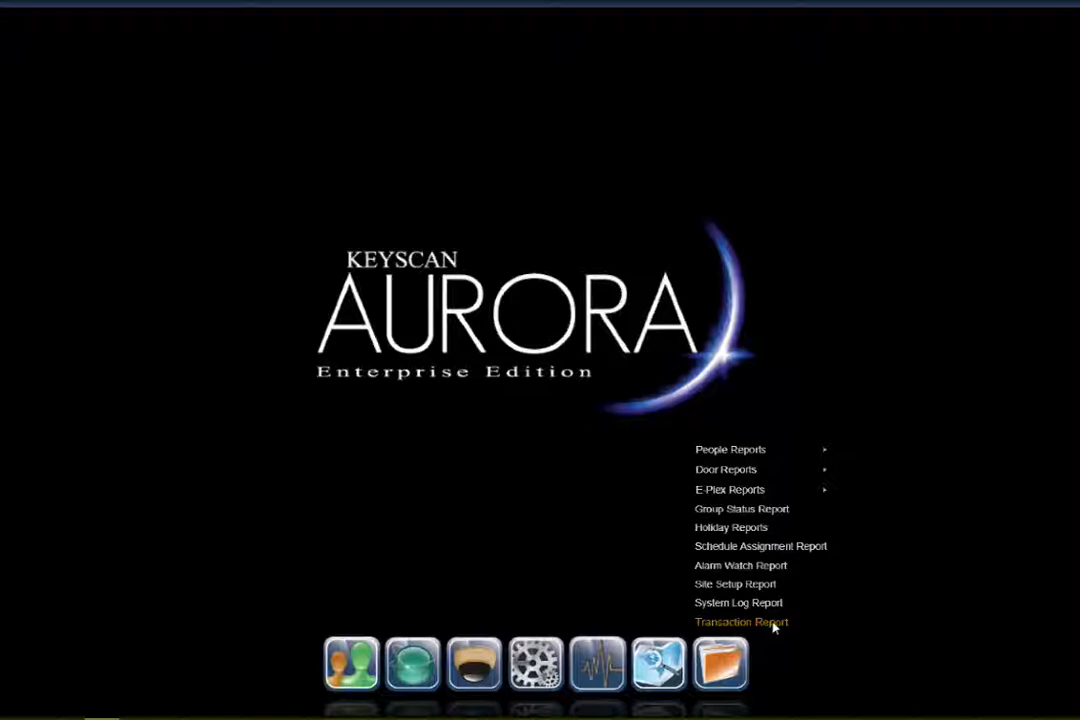 KEYSCAN
AURORA
Enterprise Edition
People Reports
Door Reports
E-Plex Reports
Group Status Report
Holiday Reports
Schedule Assignment Report
Alarm Watch Report
Site Setup Report
System Log Report
Transaction Report